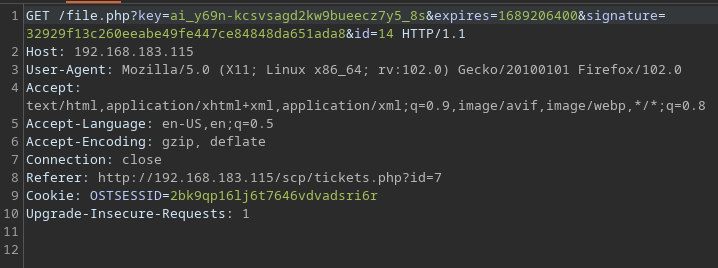 1 GET /file.php?key=ai_y69n-kcsvsagd2kw9bueecz7y5_8s&expires=1689206400&signature=
32929f13c260eeabe49fe447ce84848da651ada8&id=14 HTTP/1.1
2 Host: 192.168.183.115
3 User-Agent: Mozilla/5.0 (X11; Linux x86_64; rv:102.0) Gecko/20100101 Firefox/102.0
4 Accept:
text/html,application/xhtml+xml,application/xml;q=0.9,image/avif,image/webp,*/*;q=0.8
5 Accept-Language: en-US,en;q=0.5
6 Accept-Encoding: gzip, deflate
7 Connection: close
8 Referer: http://192.168.183.115/scp/tickets.php?id=7
9 Cookie: OSTSESSID=2bk9qp16lj6t7646vdvadsri6r
10 Upgrade-Insecure-Requests: 1
11
12